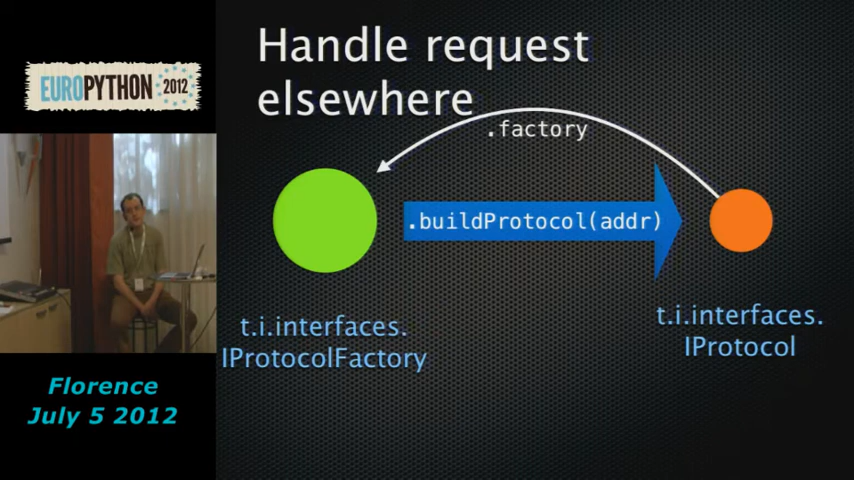 EUROPYTHON 2012
Florence
July 5 2012
Handle request
elsewhere
.factory
.buildProtocol(addr)
t.i.interfaces.
IProtocolFactory
t.i.interfaces.
IProtocol